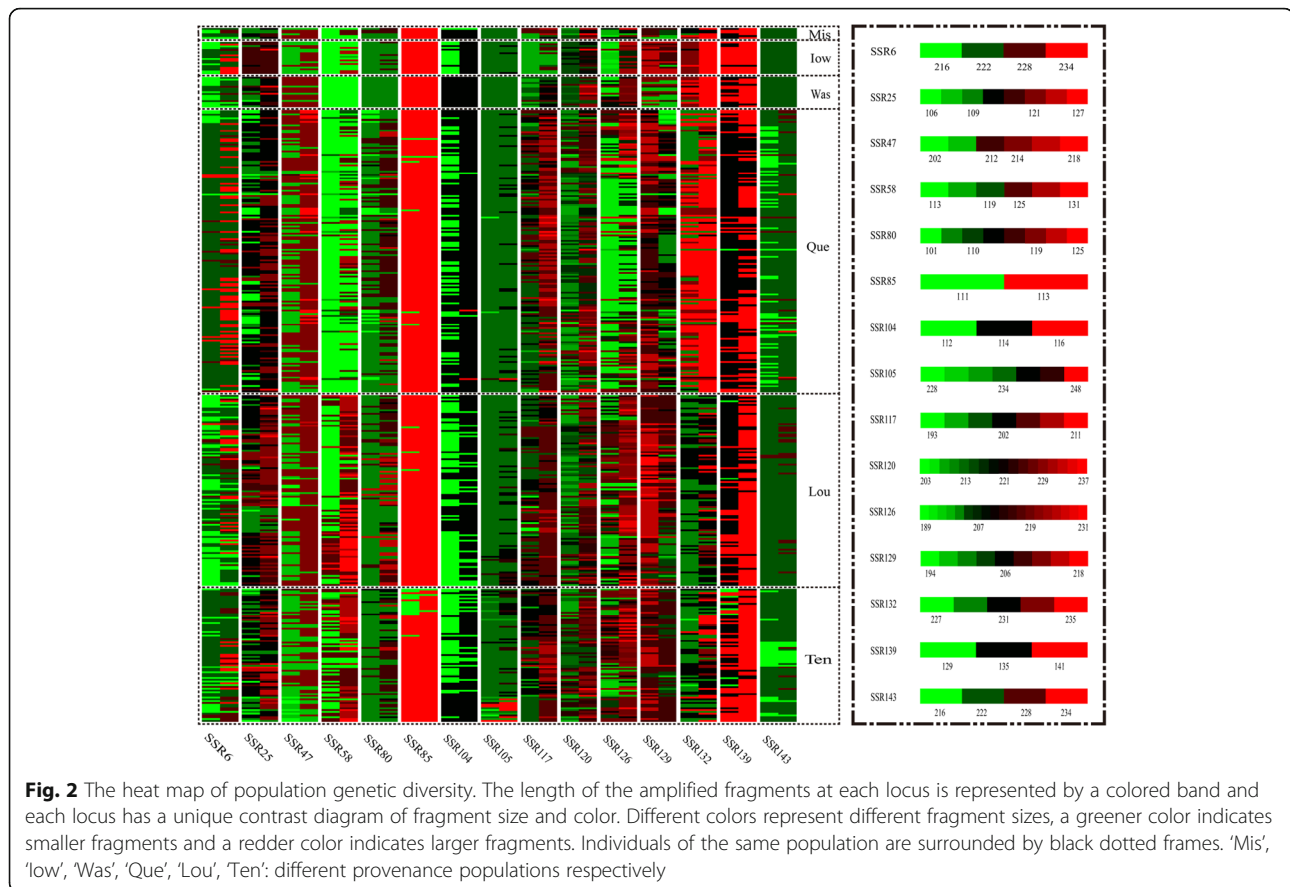 Mis
Iow
Was
Que
Lou
Ten
SSR6 SSR25 SSR47 SSR58 SSR80 SSR85 SSR104 SSR105 SSR117 SSR120 SSR126 SSR129 SSR132 SSR139 SSR143
SSR6
216 222 228 234
SSR25
106 109 121 127
SSR47
202 212 214 218
SSR58
113 119 125 131
SSR80
101 110 119 125
SSR85
111 113
SSR104
112 114 116
SSR105
228 234 248
SSR117
193 202 211
SSR120
203 213 221 229 237
SSR126
189 207 219 231
SSR129
194 206 218
SSR132
227 231 235
SSR139
129 135 141
SSR143
216 222 228 234
Fig. 2 The heat map of population genetic diversity. The length of the amplified fragments at each locus is represented by a colored band and
each locus has a unique contrast diagram of fragment size and color. Different colors represent different fragment sizes, a greener color indicates
smaller fragments and a redder color indicates larger fragments. Individuals of the same population are surrounded by black dotted frames. ‘Mis’,
‘Iow’, ‘Was’, ‘Que’, ‘Lou’, ‘Ten’: different provenance populations respectively